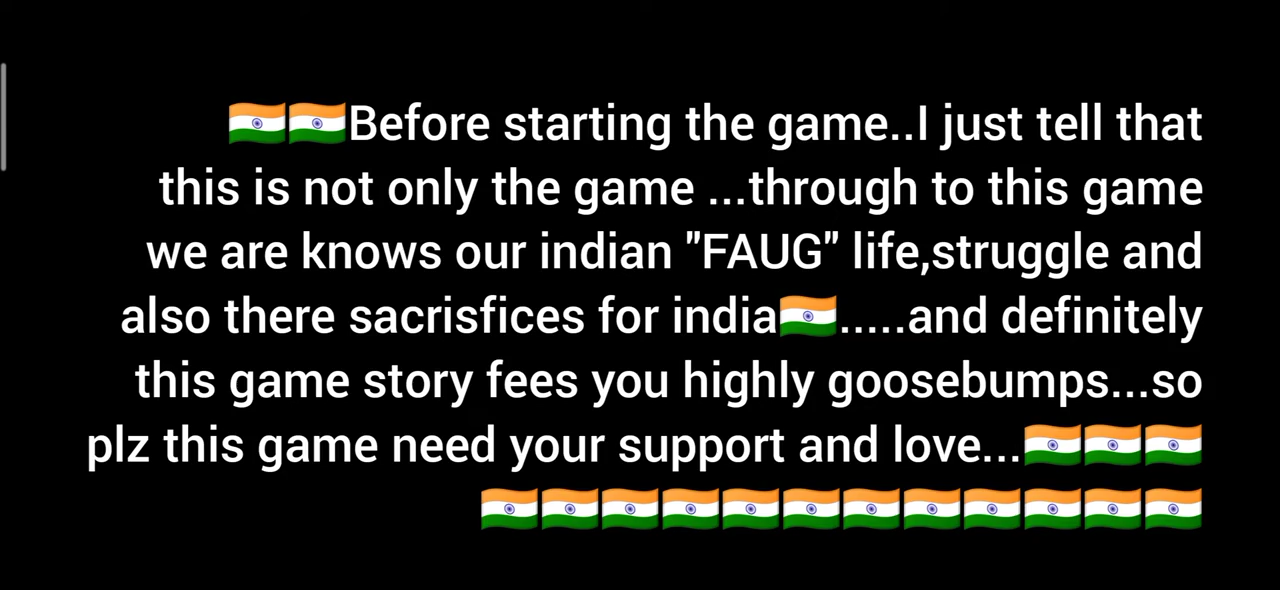 🇮🇳🇮🇳Before starting the game..I just tell that
this is not only the game ...through to this game
we are knows our indian "FAUG" life,struggle and
also there sacrisfices for india🇮🇳.....and definitely
this game story fees you highly goosebumps...so
plz this game need your support and love...🇮🇳🇮🇳🇮🇳
🇮🇳🇮🇳🇮🇳🇮🇳🇮🇳🇮🇳🇮🇳🇮🇳🇮🇳🇮🇳🇮🇳🇮🇳